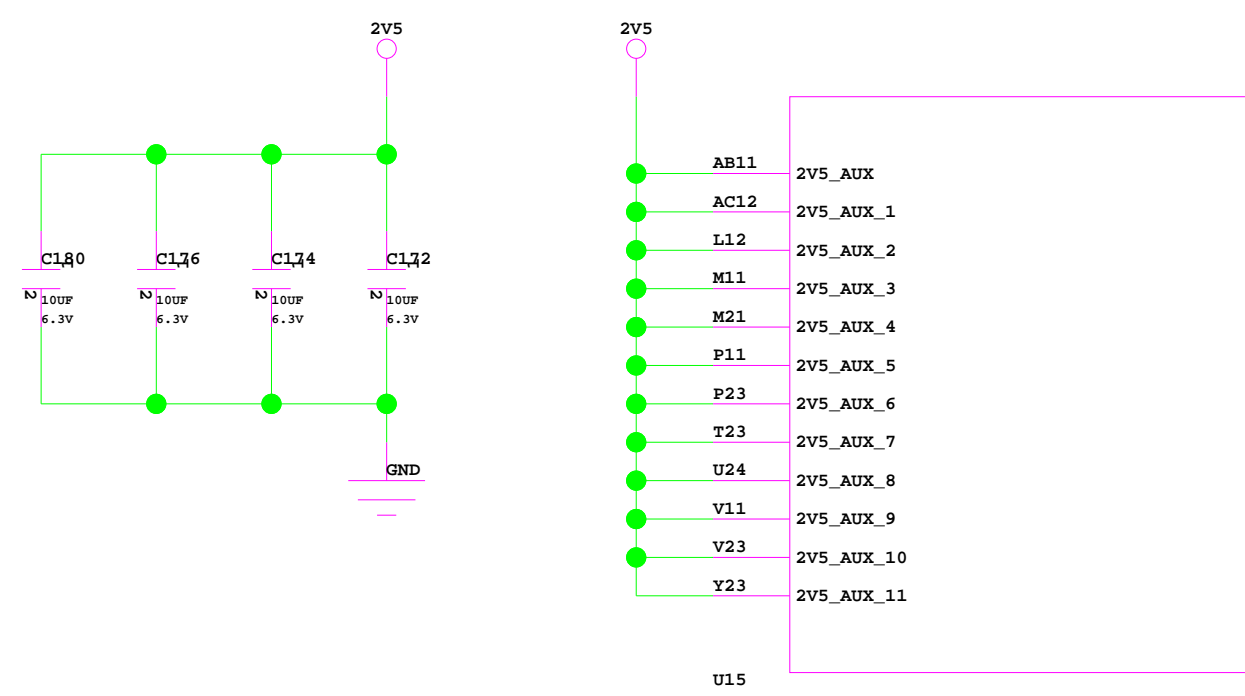 2V5
2V5
AB11 2V5_AUX
AC12 2V5_AUX_1
L12 2V5_AUX_2
C180 C176 C174 C172
M11 2V5_AUX_3
2 10UF 2 10UF 2 10UF 2 10UF
6.3V 6.3V 6.3V 6.3V
M21 2V5_AUX_4
P11 2V5_AUX_5
P23 2V5_AUX_6
T23 2V5_AUX_7
GND
U24 2V5_AUX_8
V11 2V5_AUX_9
V23 2V5_AUX_10
Y23 2V5_AUX_11
U15